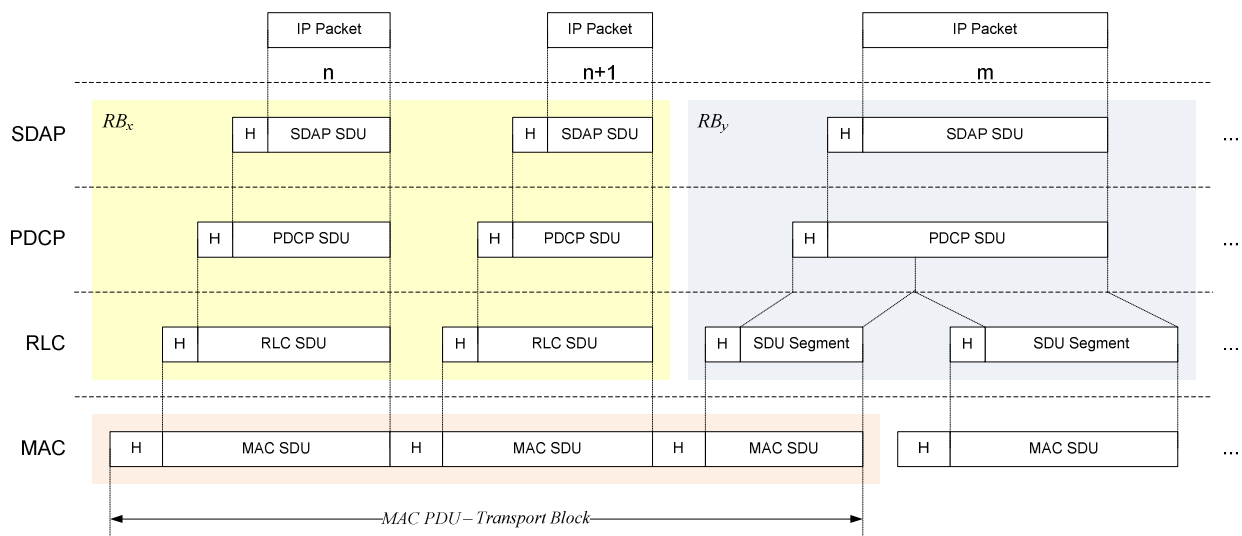 IP Packet IP Packet IP Packet
n n+1 m
RBx RBy
SDAP H SDAP SDU H SDAP SDU H SDAP SDU ...
PDCP H PDCP SDU H PDCP SDU H PDCP SDU ...
RLC H RLC SDU H RLC SDU H SDU Segment H SDU Segment ...
MAC H MAC SDU H MAC SDU H MAC SDU H MAC SDU ...
MAC PDU – Transport Block